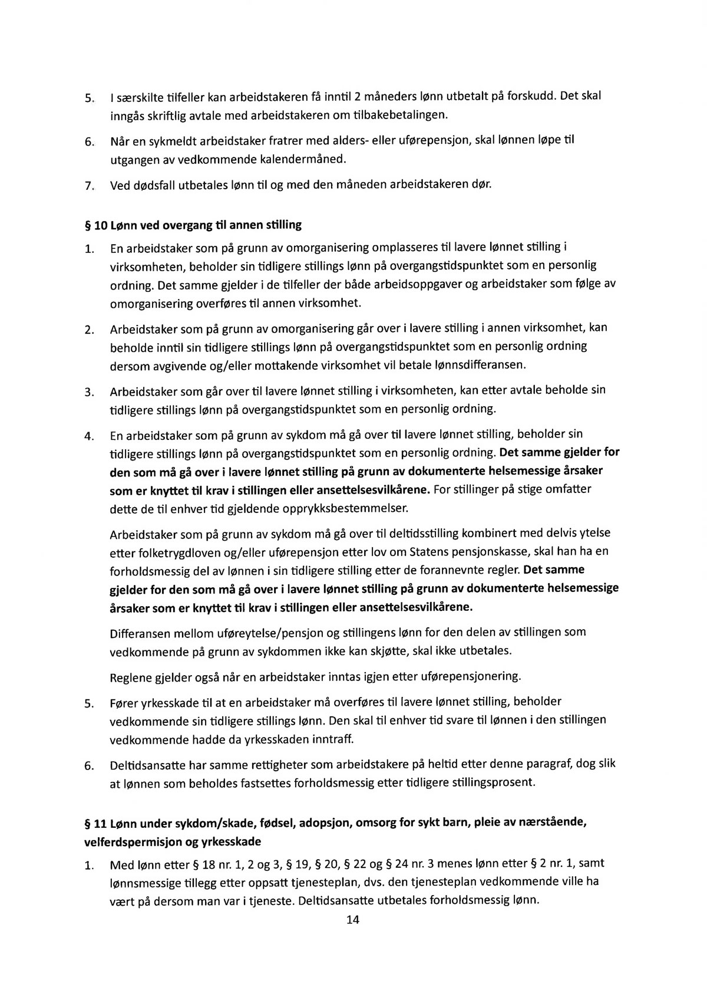 5. I særskilte tilfeller kan arbeidstakeren få inntil 2 måneders lønn utbetalt på forskudd. Det skal
inngås skriftlig avtale med arbeidstakeren om tilbakebetalingen.
6. Når en sykmeldt arbeidstaker fratrer med alders- eller uførepensjon, skal lønnen løpe til
utgangen av vedkommende kalendermåned.
7. Ved dødsfall utbetales lønn til og med den måneden arbeidstakeren dør.
§ 10 Lønn ved overgang til annen stilling
1. En arbeidstaker som på grunn av omorganisering omplasseres til lavere lønnet stilling i
virksomheten, beholder sin tidligere stillings lønn på overgangstidspunktet som en personlig
ordning. Det samme gjelder i de tilfeller der både arbeidsoppgaver og arbeidstaker som følge av
omorganisering overføres til annen virksomhet.
2. Arbeidstaker som på grunn av omorganisering går over i lavere stilling i annen virksomhet, kan
beholde inntil sin tidligere stillings lønn på overgangstidspunktet som en personlig ordning
dersom avgivende og/eller mottakende virksomhet vil betale lønnsdifferansen.
3. Arbeidstaker som går over til lavere lønnet stilling i virksomheten, kan etter avtale beholde sin
tidligere stillings lønn på overgangstidspunktet som en personlig ordning.
4. En arbeidstaker som på grunn av sykdom må gå over til lavere lønnet stilling, beholder sin
tidligere stillings lønn på overgangstidspunktet som en personlig ordning. Det samme gjelder for
den som må gå over i lavere lønnet stilling på grunn av dokumenterte helsemessige årsaker
som er knyttet til krav i stillingen eller ansettelsesvilkårene. For stillinger på stige omfatter
dette de til enhver tid gjeldende opprykksbestemmelser.
Arbeidstaker som på grunn av sykdom må gå over til deltidsstilling kombinert med delvis ytelse
etter folketrygdloven og/eller uførepensjon etter lov om Statens pensjonskasse, skal han ha en
forholdsmessig del av lønnen i sin tidligere stilling etter de forannevnte regler. Det samme
gjelder for den som må gå over i lavere lønnet stilling på grunn av dokumenterte helsemessige
årsaker som er knyttet til krav i stillingen eller ansettelsesvilkårene.
Differansen mellom uføreytelse/pensjon og stillingens lønn for den delen av stillingen som
vedkommende på grunn av sykdommen ikke kan skjøtte, skal ikke utbetales.
Reglene gjelder også når en arbeidstaker inntas igjen etter uførepensjonering.
5. Fører yrkesskade til at en arbeidstaker må overføres til lavere lønnet stilling, beholder
vedkommende sin tidligere stillings lønn. Den skal til enhver tid svare til lønnen i den stillingen
vedkommende hadde da yrkesskaden inntraff.
6. Deltidsansatte har samme rettigheter som arbeidstakere på heltid etter denne paragraf, dog slik
at lønnen som beholdes fastsettes forholdsmessig etter tidligere stillingsprosent.
§ 11 Lønn under sykdom/skade, fødsel, adopsjon, omsorg for sykt barn, pleie av nærstående,
velferdspermisjon og yrkesskade
1. Med lønn etter § 18 nr. 1, 2 og 3, § 19, § 20, § 22 og § 24 nr. 3 menes lønn etter § 2 nr. 1, samt
lønnsmessige tillegg etter oppsatt tjenesteplan, dvs. den tjenesteplan vedkommende ville ha
vært på dersom man var i tjeneste. Deltidsansatte utbetales forholdsmessig lønn.
14